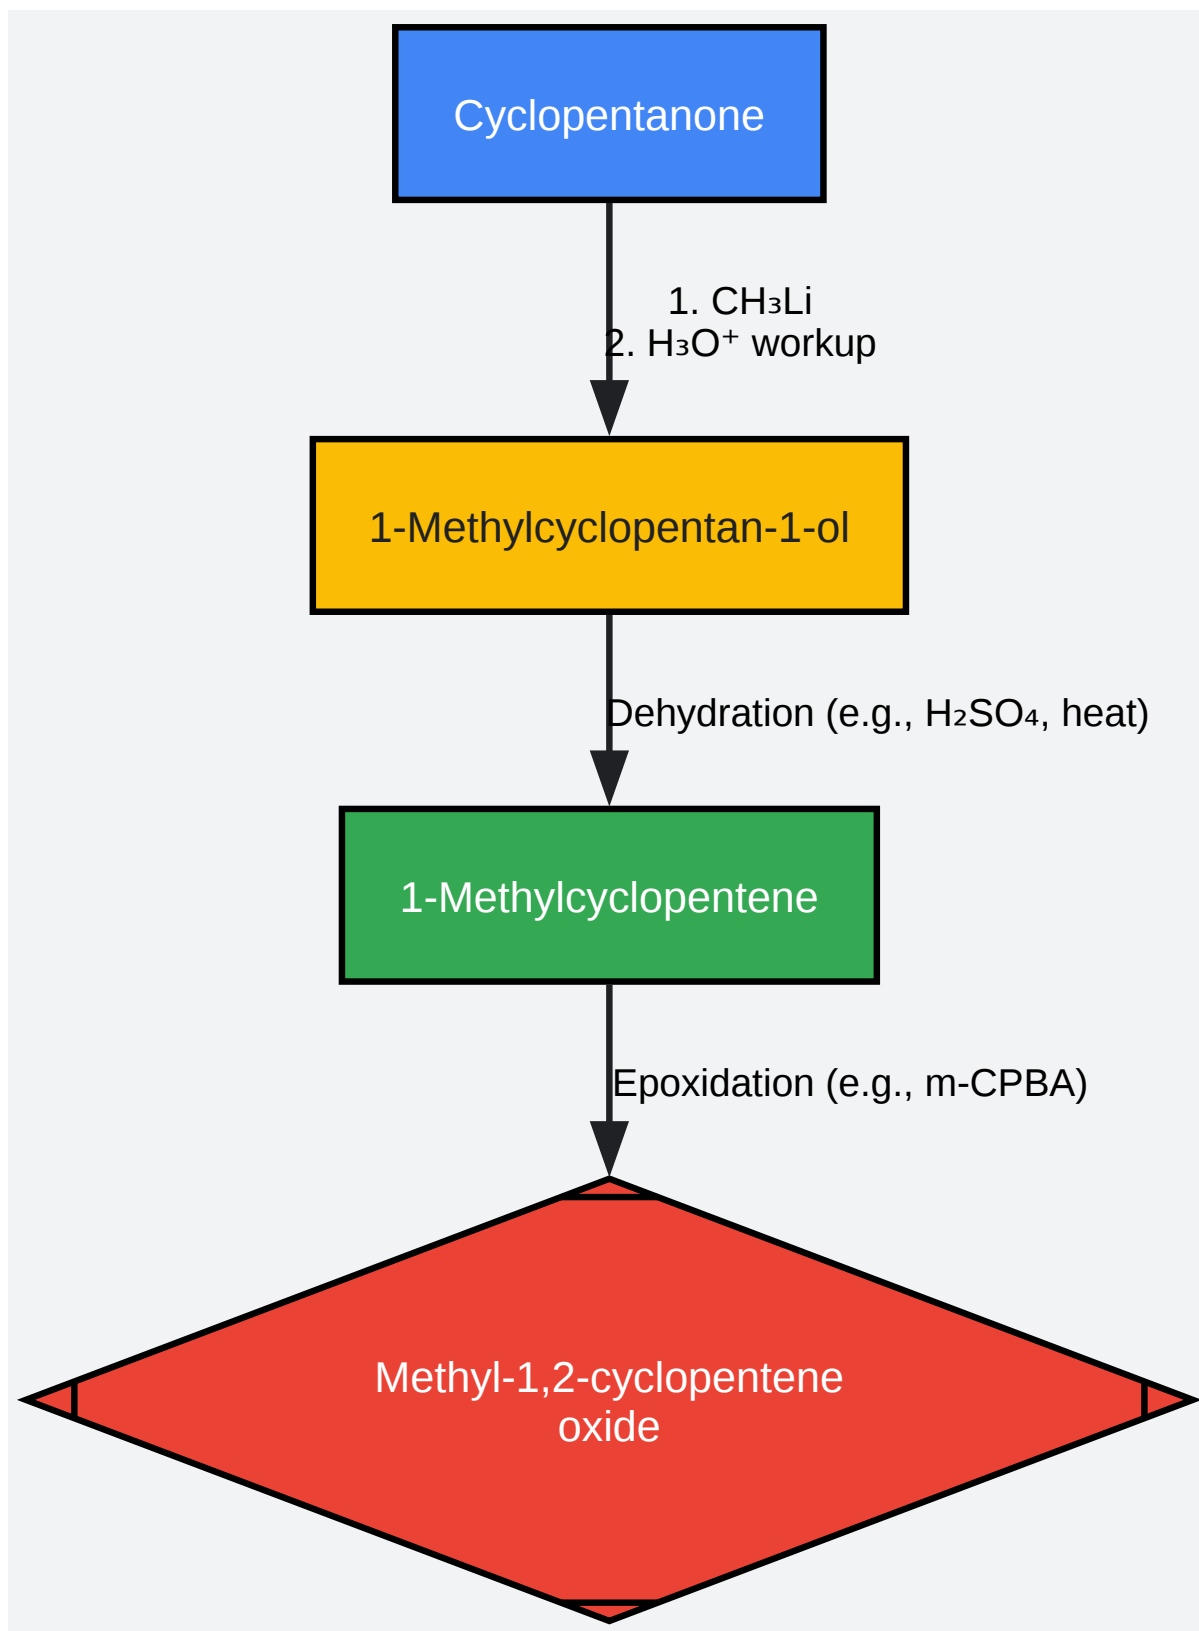 Cyclopentanone
1. CH₃Li
2. H₃O⁺ workup
1-Methylcyclopentan-1-ol
Dehydration (e.g., H₂SO₄, heat)
1-Methylcyclopentene
Epoxidation (e.g., m-CPBA)
Methyl-1,2-cyclopentene
oxide